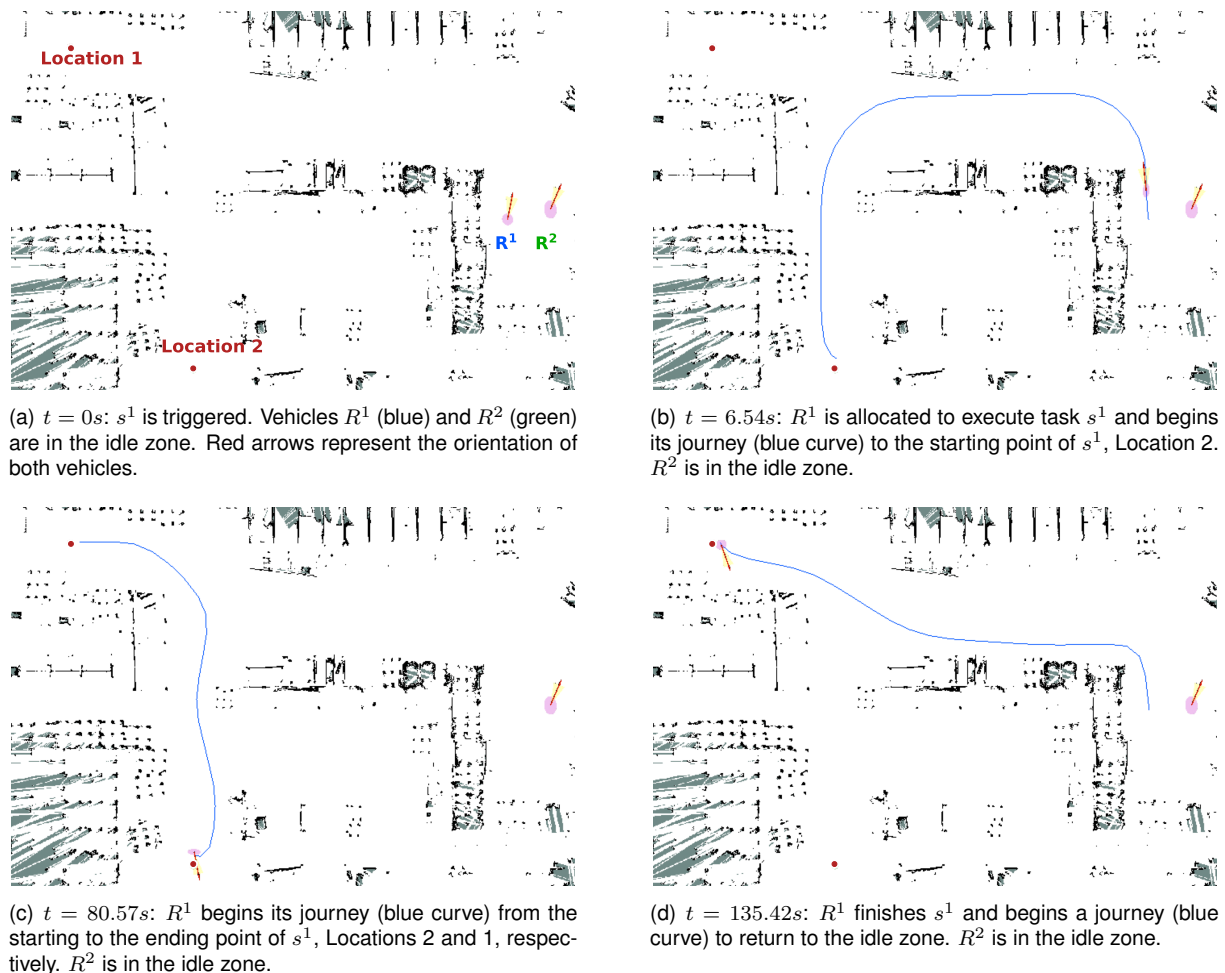 Location 1
R¹
R²
Location 2
(a) t = 0s: s¹ is triggered. Vehicles R¹ (blue) and R² (green)
are in the idle zone. Red arrows represent the orientation of
both vehicles.
(b) t = 6.54s: R¹ is allocated to execute task s¹ and begins
its journey (blue curve) to the starting point of s¹, Location 2.
R² is in the idle zone.
(c) t = 80.57s: R¹ begins its journey (blue curve) from the
starting to the ending point of s¹, Locations 2 and 1, respec-
tively. R² is in the idle zone.
(d) t = 135.42s: R¹ finishes s¹ and begins a journey (blue
curve) to return to the idle zone. R² is in the idle zone.